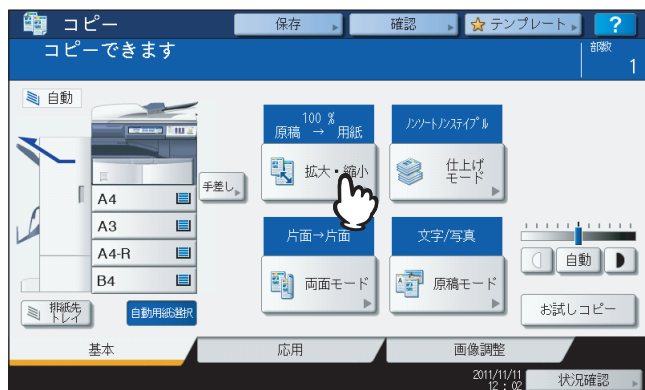 コピー
保存
確認
テンプレート
?
コピーできます
部数
1
自動
100 %
原稿 → 用紙
ノンソートノンステイプル
拡大・縮小
仕上げ
モード
手差し
A4
A3
A4-R
B4
片面→片面
文字/写真
両面モード
原稿モード
自動
排紙先
トレイ
自動用紙選択
お試しコピー
基本
応用
画像調整
2011/11/11
12 : 02
状況確認